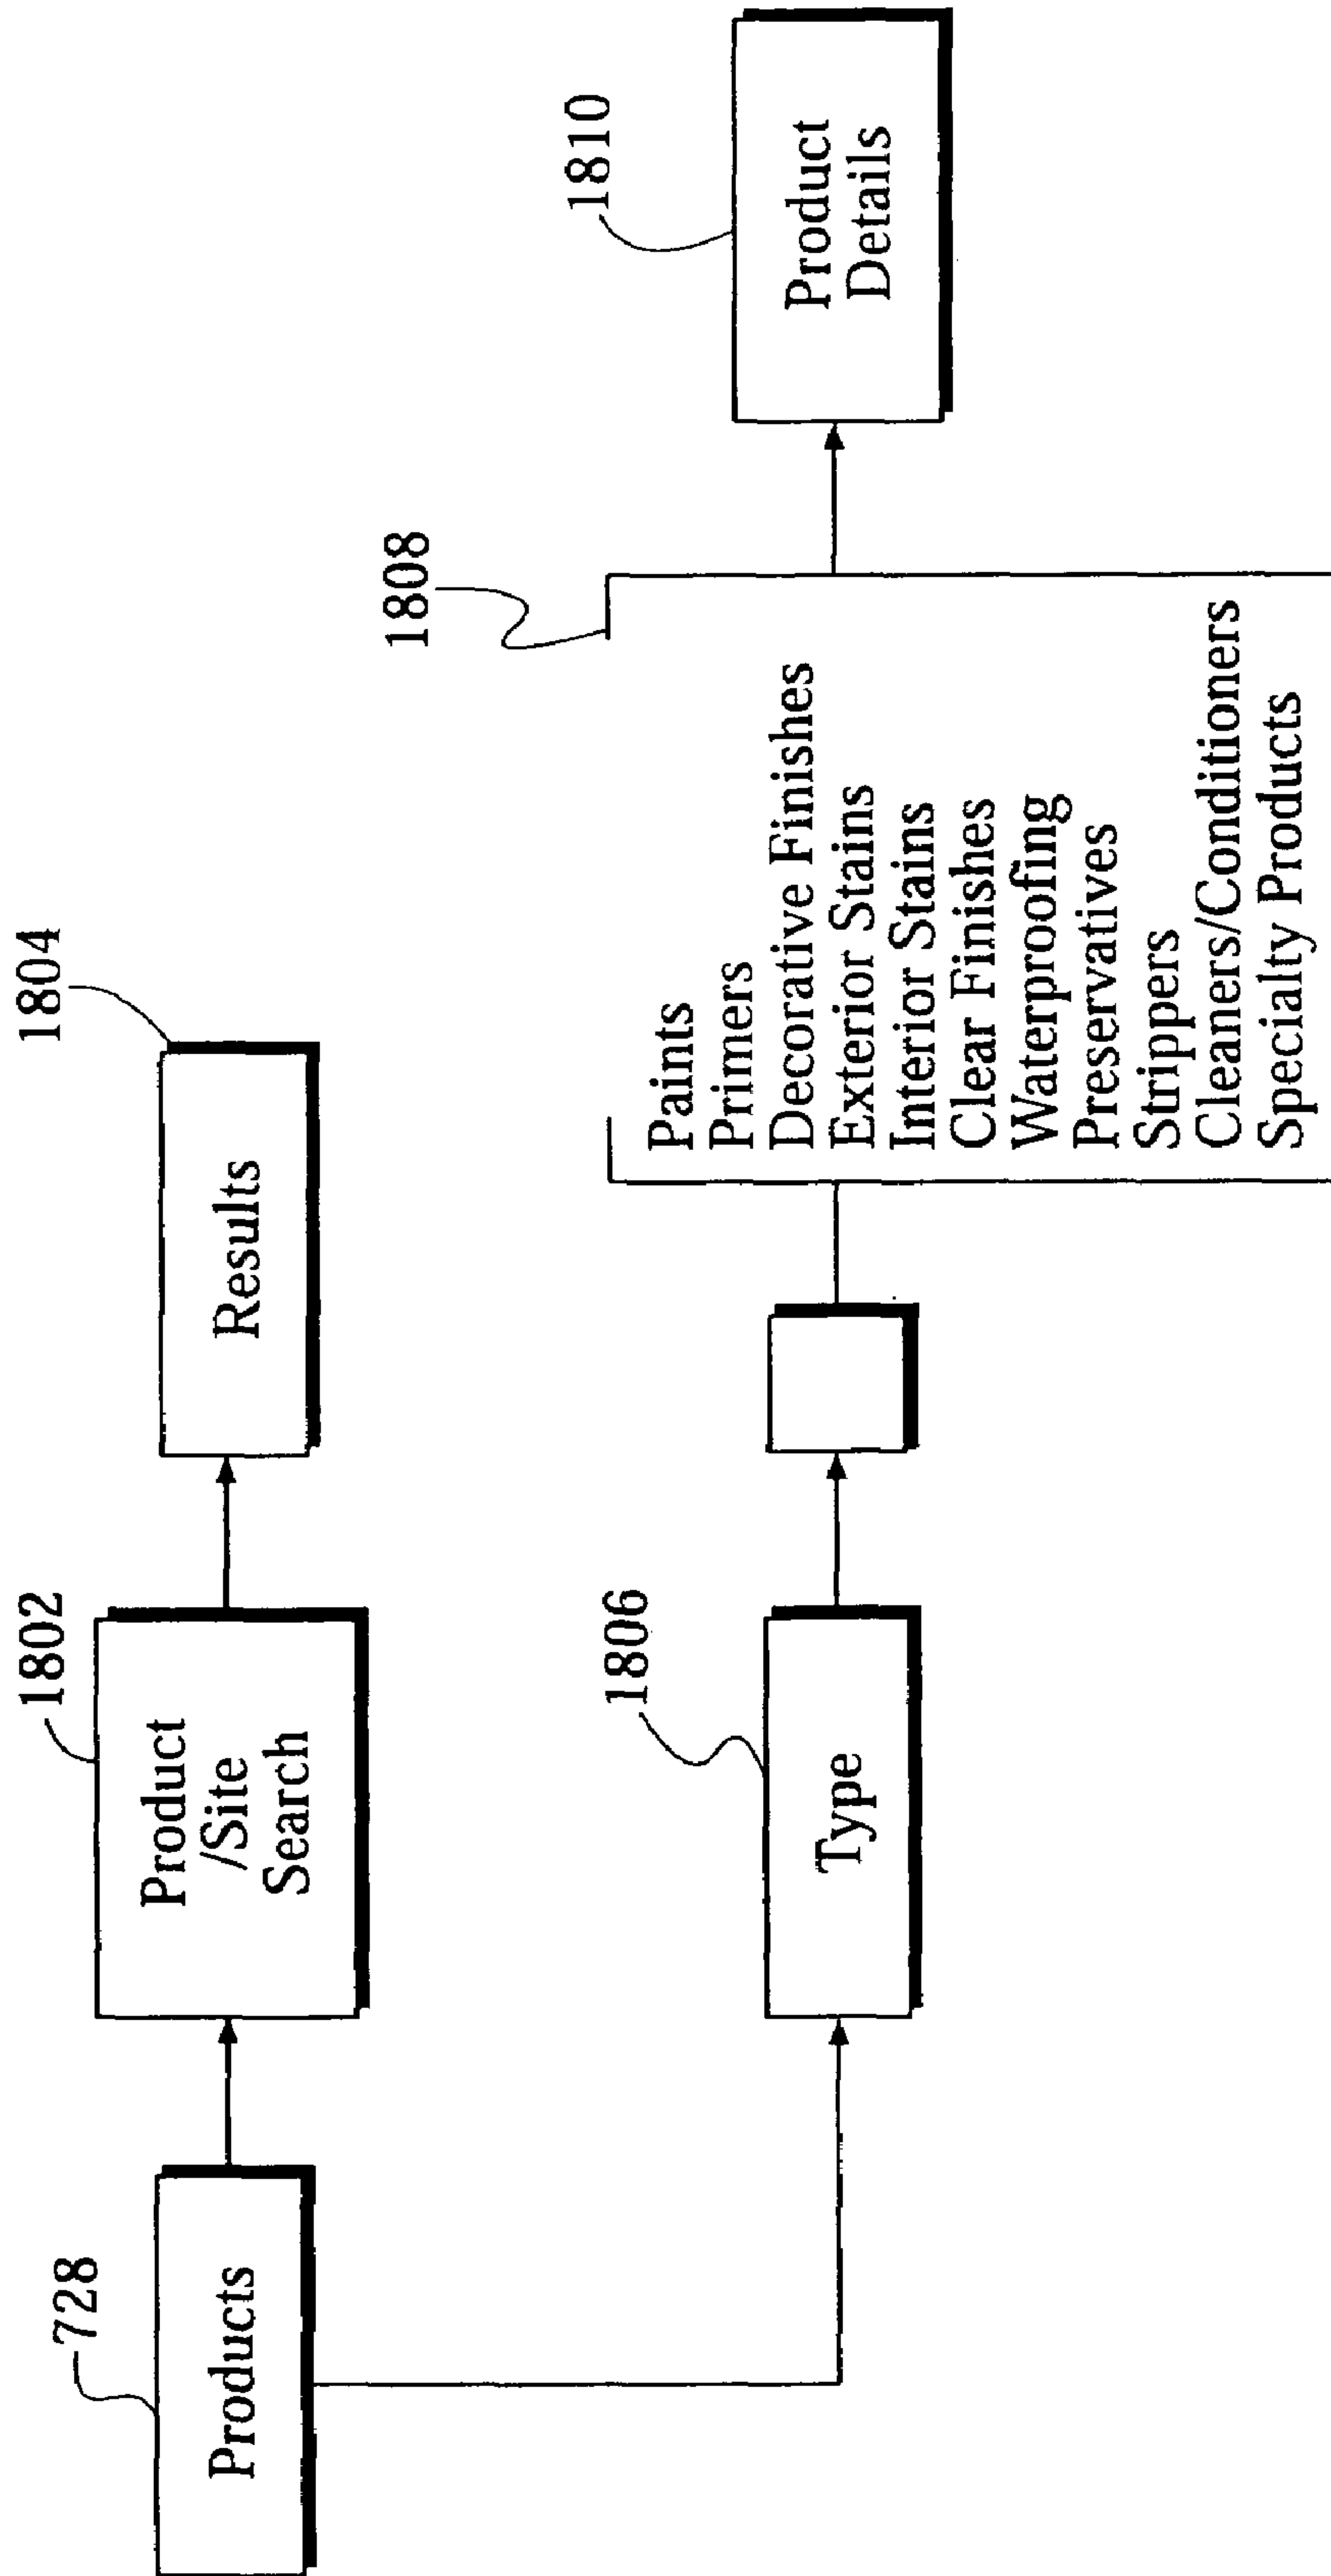 728
Products
1802
Product
/Site
Search
1804
Results
1806
Type
1808
Paints
Primers
Decorative Finishes
Exterior Stains
Interior Stains
Clear Finishes
Waterproofing
Preservatives
Strippers
Cleaners/Conditioners
Specialty Products
1810
Product
Details